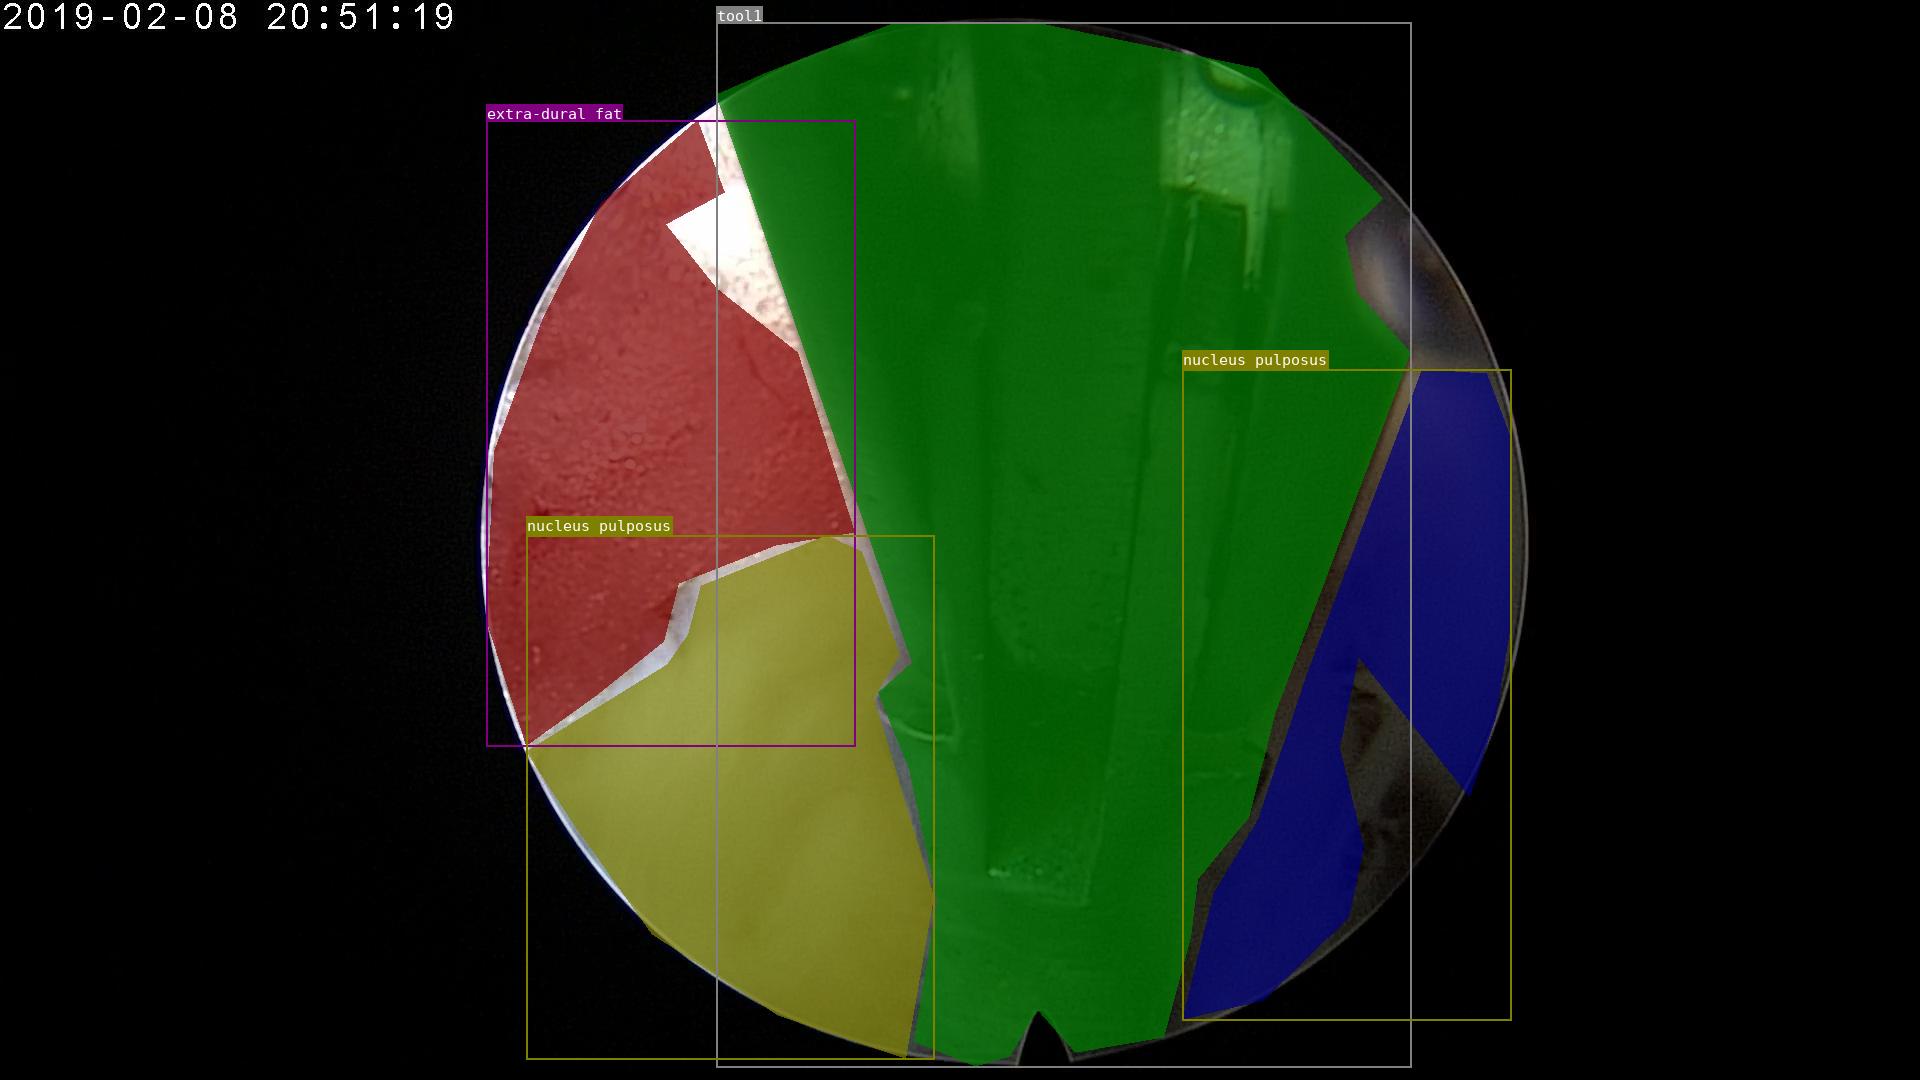 2019-02-08 20:51:19
tool1
extra-dural fat
nucleus pulposus
nucleus pulposus